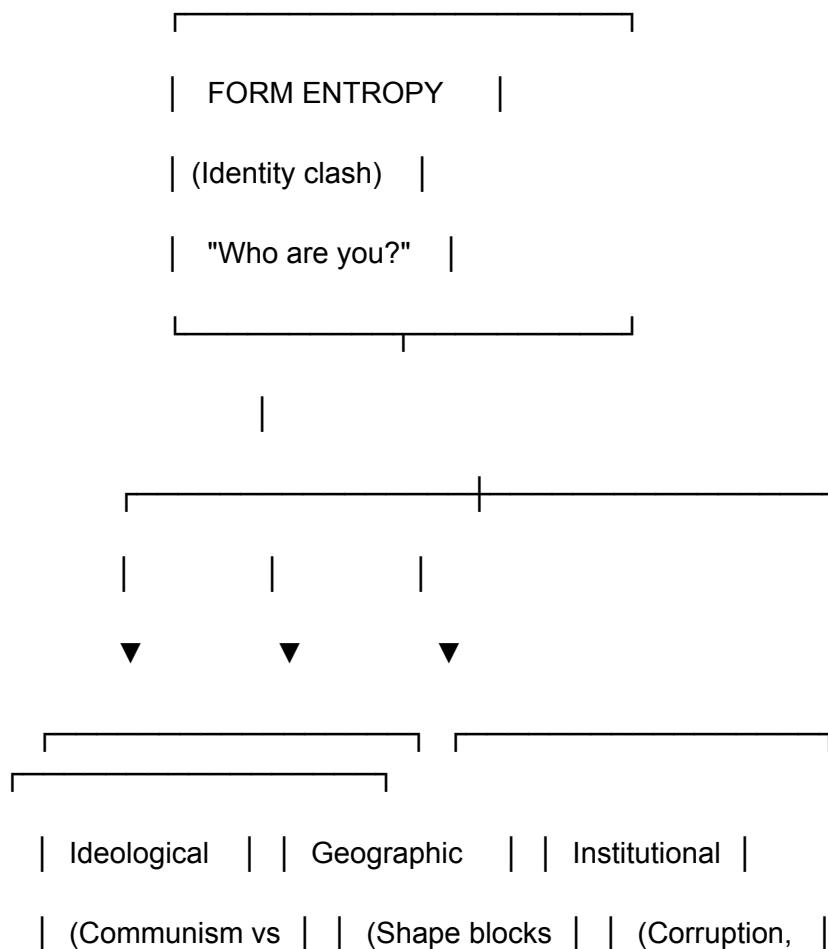 FORM ENTROPY
(Identity clash)
"Who are you?"
Ideological | | Geographic | | Institutional
(Communism vs | | (Shape blocks | | (Corruption,